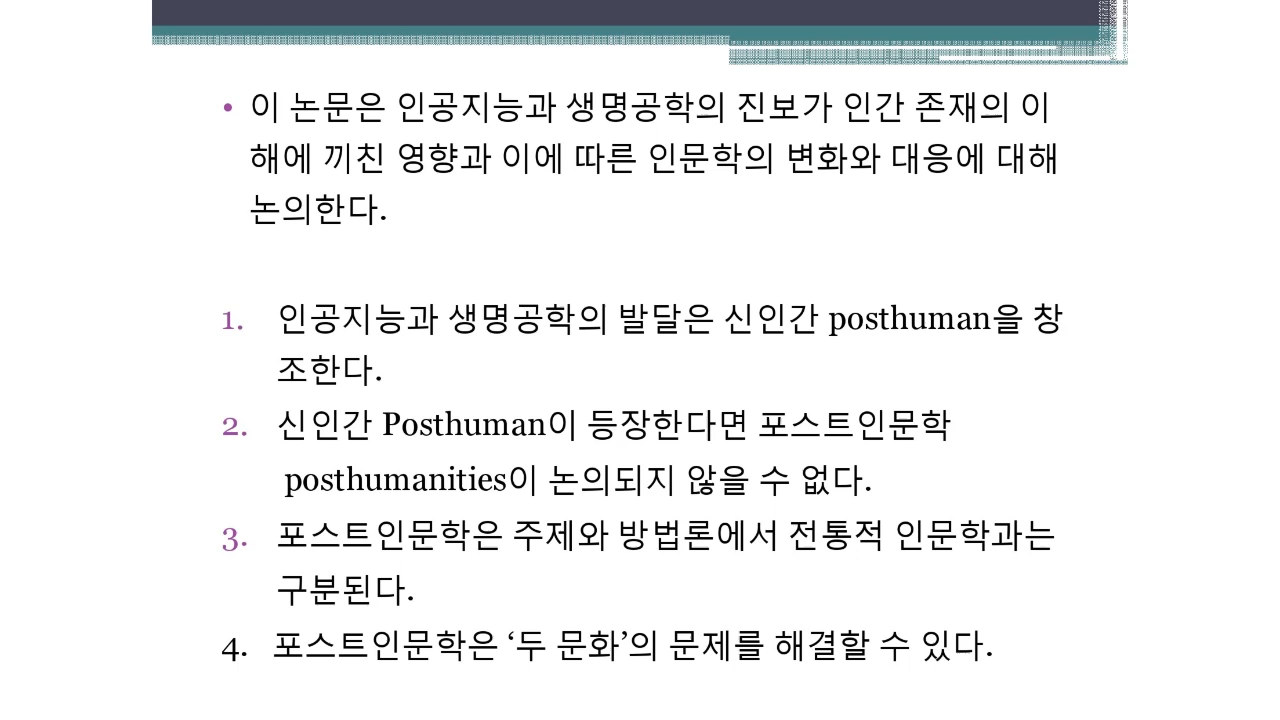 • 이 논문은 인공지능과 생명공학의 진보가 인간 존재의 이
해에 끼친 영향과 이에 따른 인문학의 변화와 대응에 대해
논의한다.
1. 인공지능과 생명공학의 발달은 신인간 posthuman을 창
조한다.
2. 신인간 Posthuman이 등장한다면 포스트인문학
posthumanities이 논의되지 않을 수 없다.
3. 포스트인문학은 주제와 방법론에서 전통적 인문학과는
구분된다.
4. 포스트인문학은 ‘두 문화’의 문제를 해결할 수 있다.